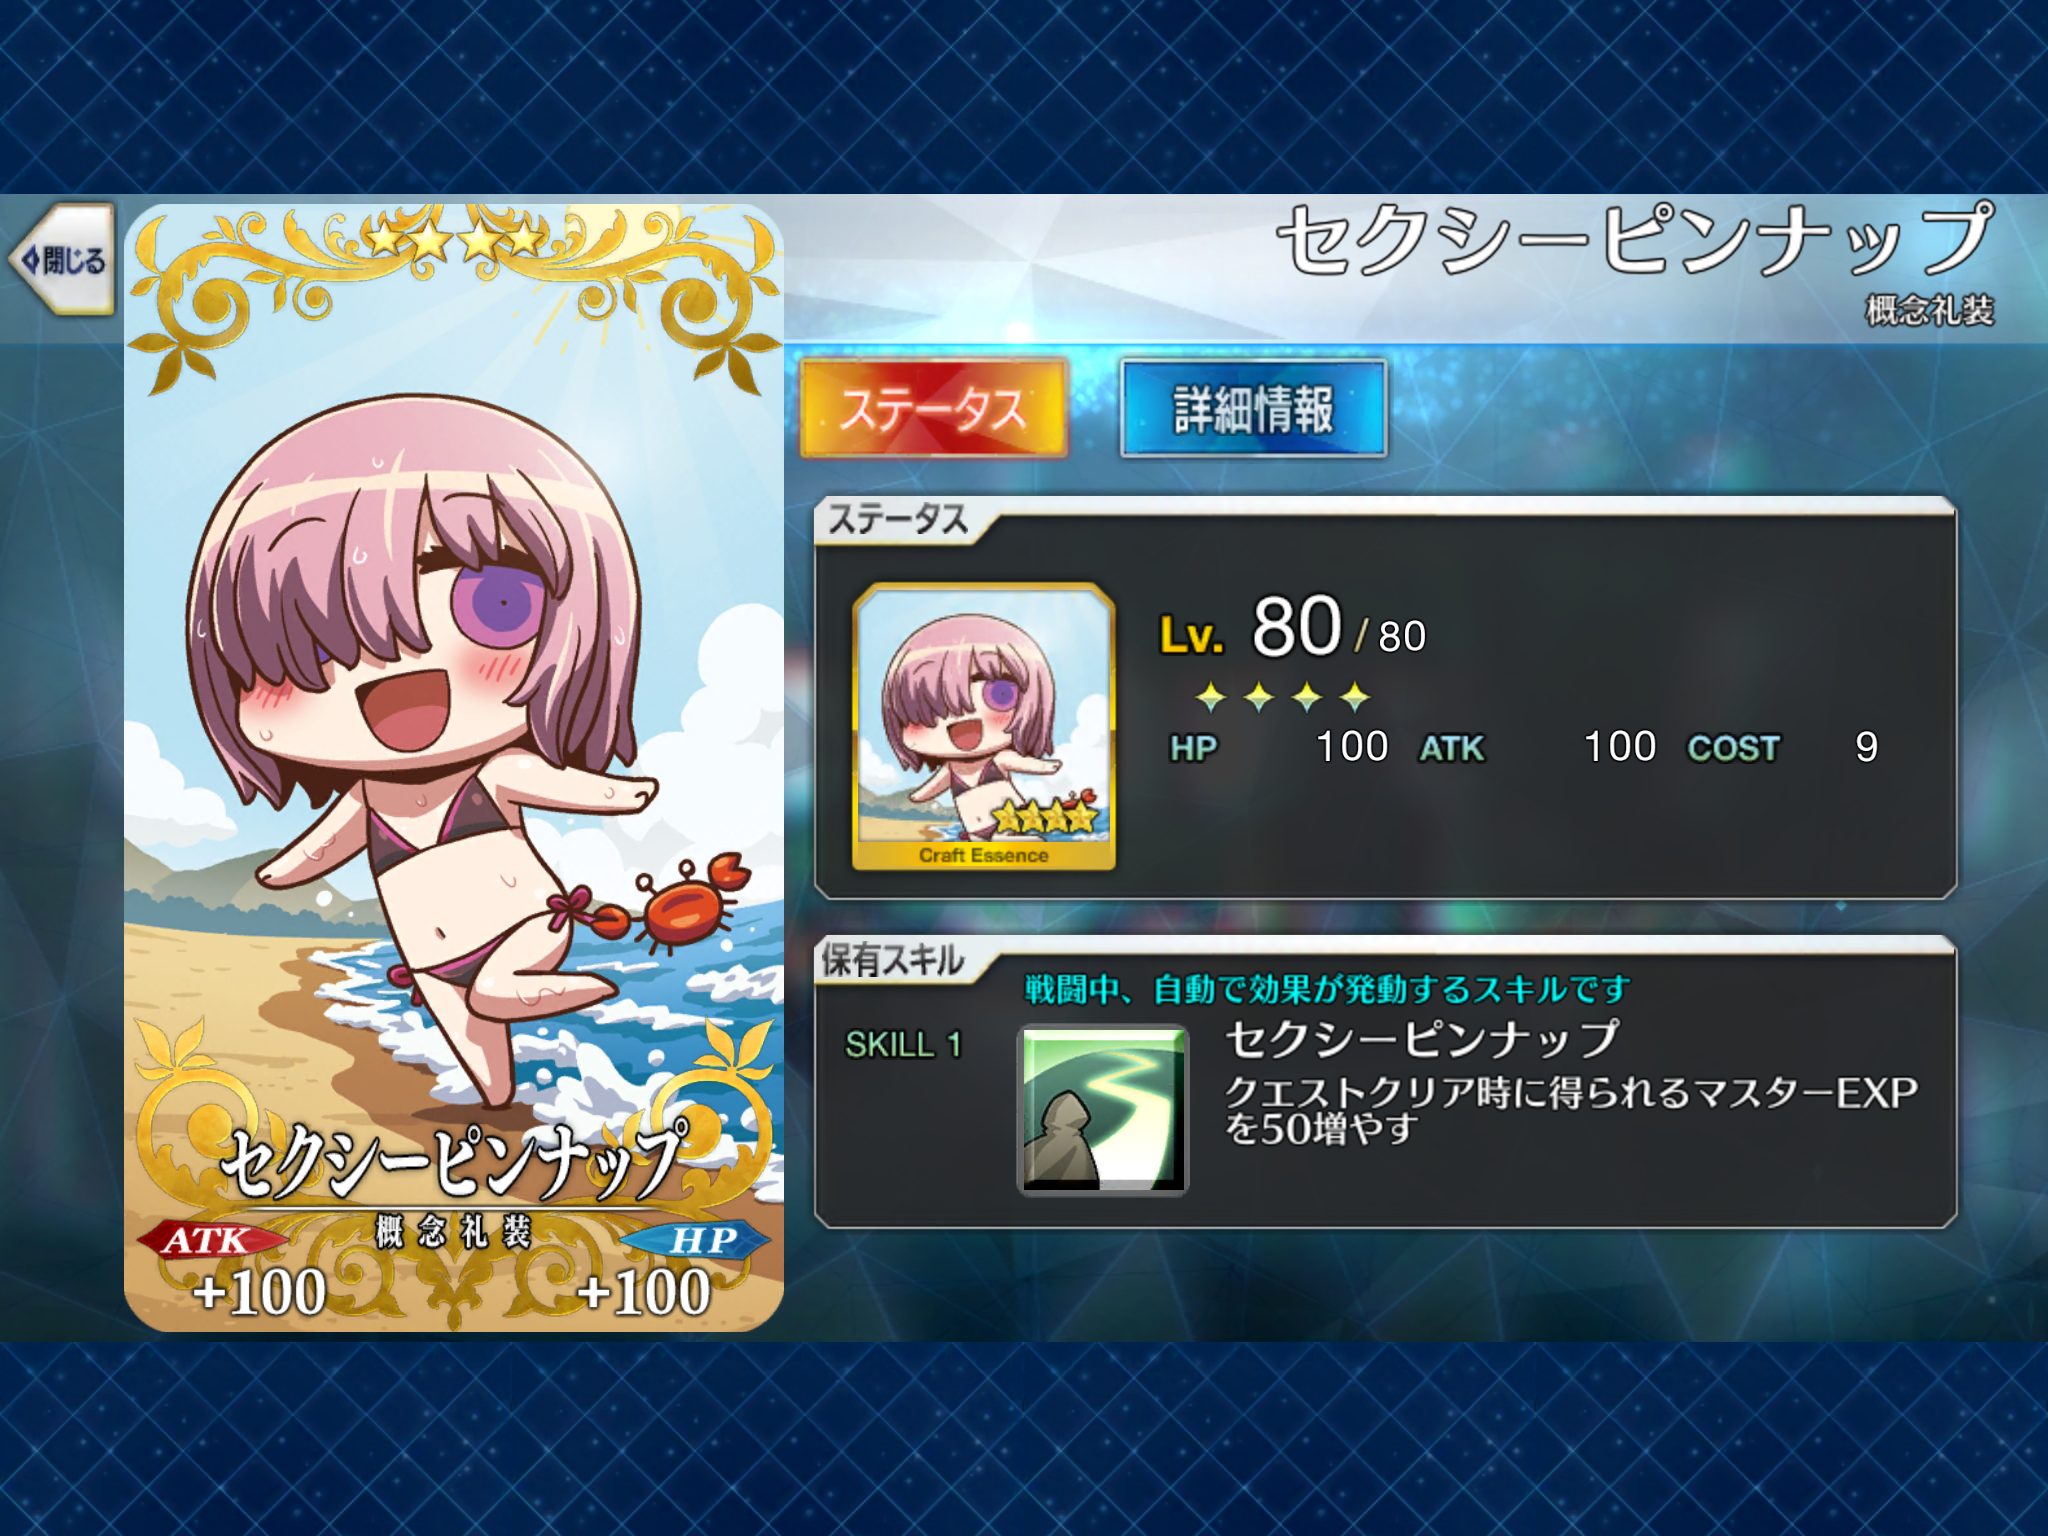 閉じる
セクシーピンナップ
概念礼装
ステータス
詳細情報
ステータス
Lv. 80 / 80
HP 100 ATK 100 COST 9
Craft Essence
保有スキル
戦闘中、自動で効果が発動するスキルです
SKILL 1
セクシーピンナップ
クエストクリア時に得られるマスターEXP
を50増やす
セクシーピンナップ
概念礼装
ATK
+100
HP
+100